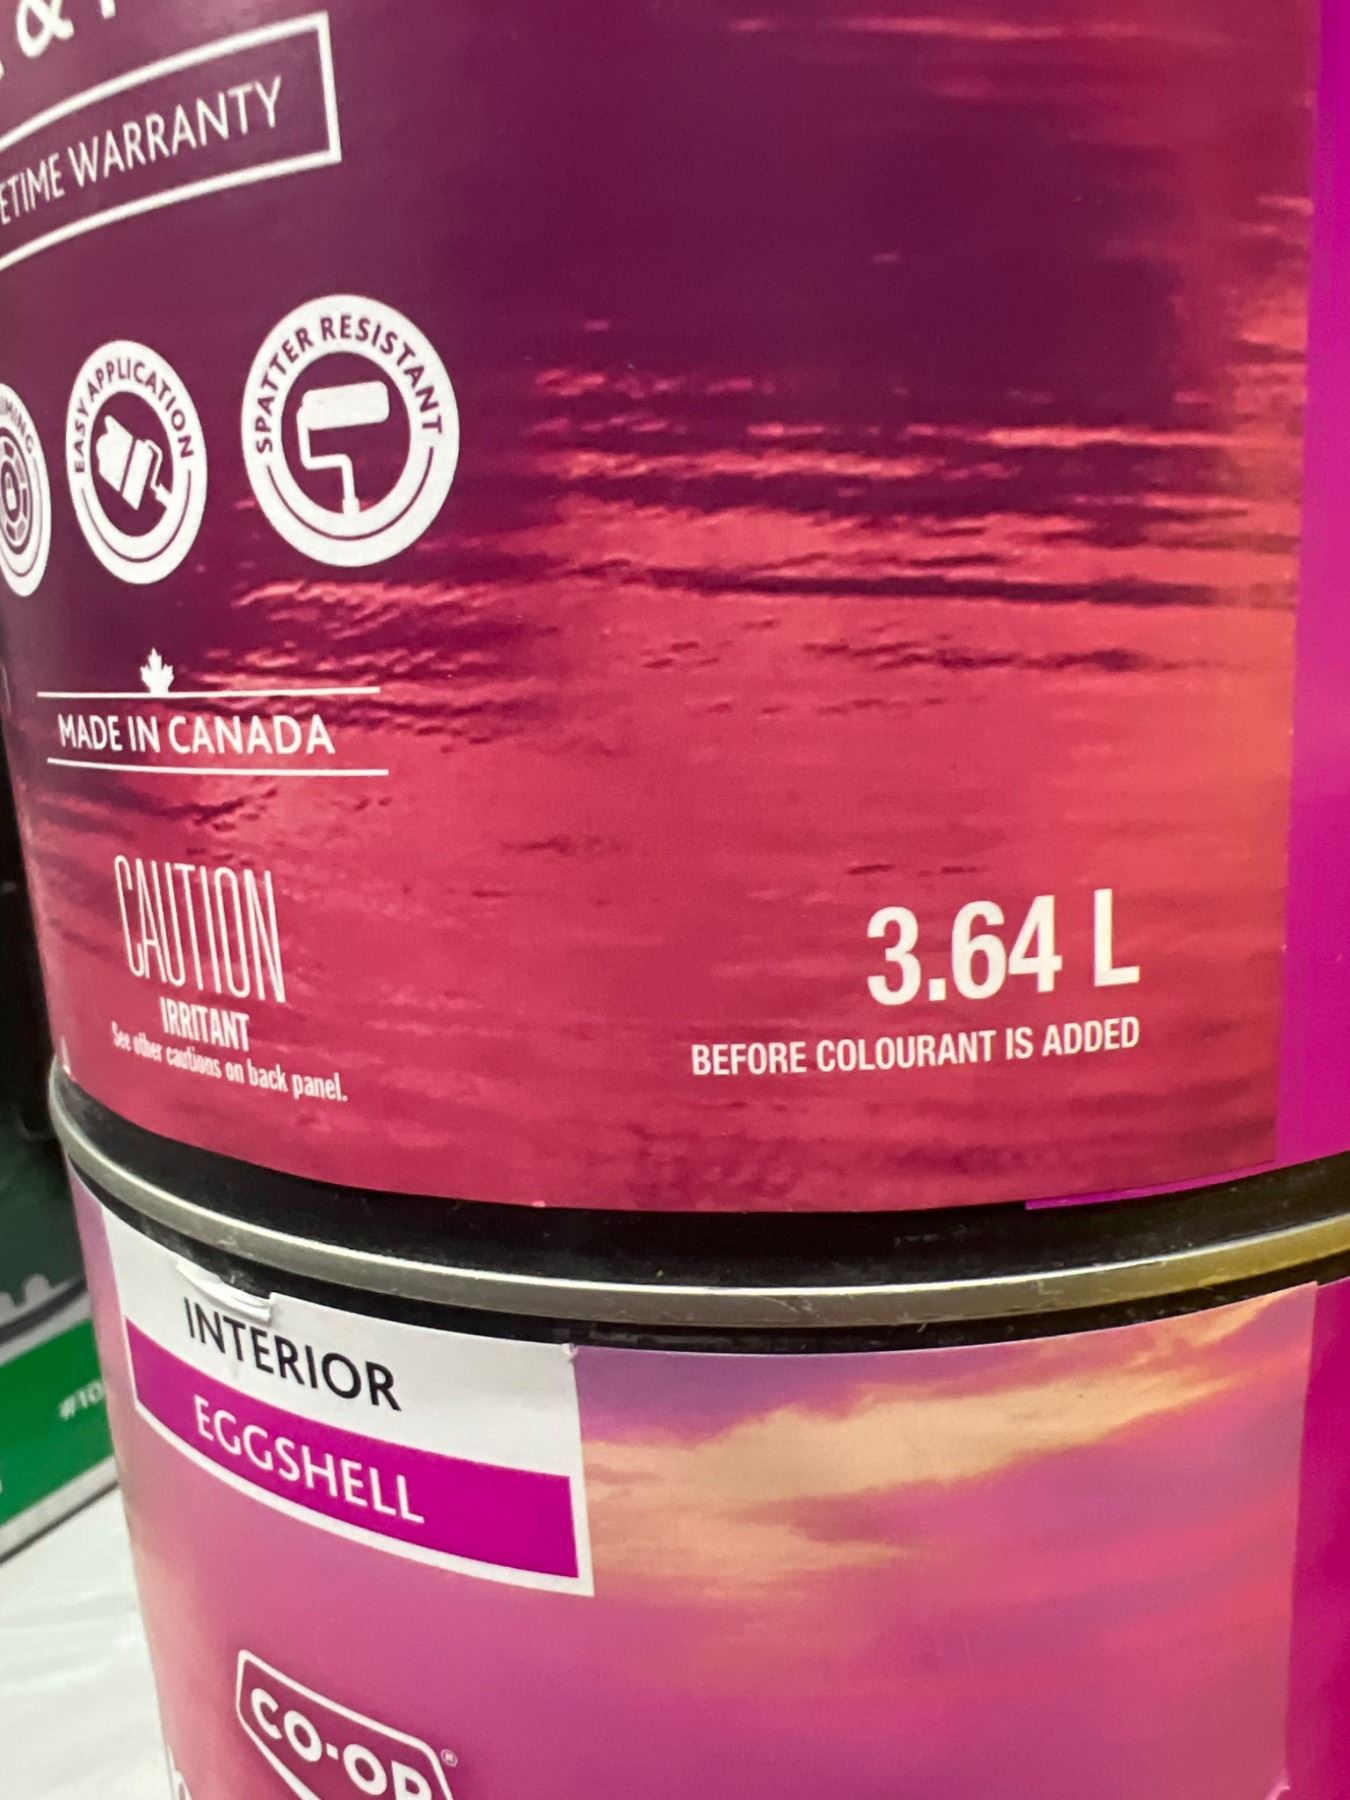 &
WARRANTY
EASY APPLICATION
SPATTER RESISTANT
MADE IN CANADA
CAUTION
IRRITANT
See other cautions on back panel.
3.64 L
BEFORE COLOURANT IS ADDED
INTERIOR
EGGSHELL
CO-OP®